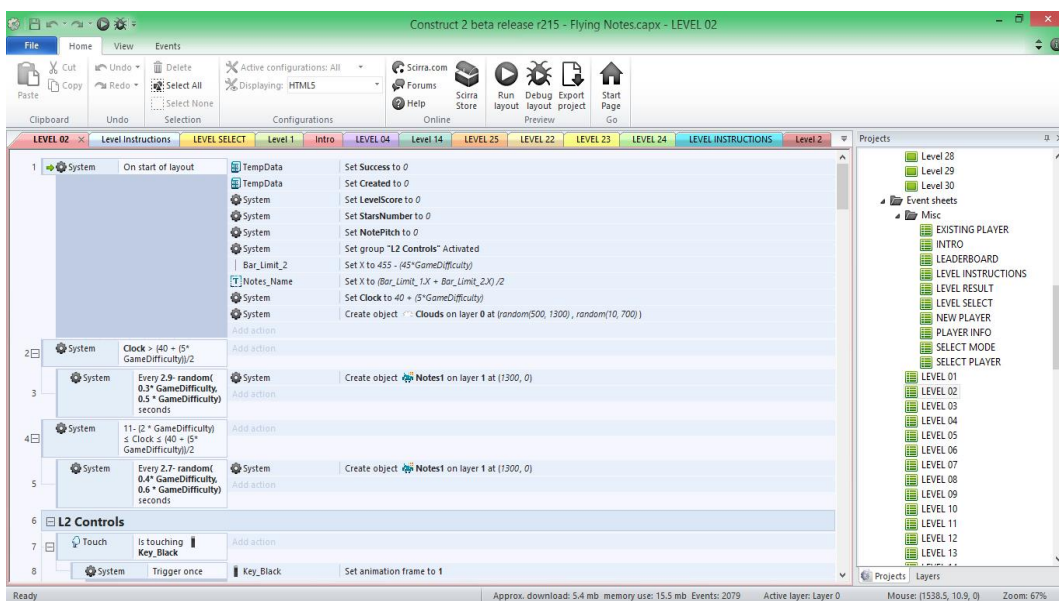 Construct 2 beta release r215 - Flying Notes.capx - LEVEL 02
File Home View Events
Paste
Cut
Copy
Clipboard
Undo
Redo
Undo
Delete
Select All
Select None
Selection
Active configurations: All
Displaying: HTML5
Configurations
Scirra.com
Forums
Help
Scirra Store
Online
Run layout
Debug layout
Export project
Preview
Start Page
Go
LEVEL 02 Level Instructions LEVEL SELECT Level 1 Intro LEVEL 04 Level 14 LEVEL 25 LEVEL 22 LEVEL 23 LEVEL 24 LEVEL INSTRUCTIONS Level 2
1 System On start of layout TempData Set Success to 0
TempData Set Created to 0
System Set LevelScore to 0
System Set StarsNumber to 0
System Set NotePitch to 0
System Set group "L2 Controls" Activated
Bar_Limit_2 Set X to 455 - (45*GameDifficulty)
T Notes_Name Set X to (Bar_Limit_1.X + Bar_Limit_2.X) /2
System Set Clock to 40 + (5*GameDifficulty)
System Create object Clouds on layer 0 at (random(500, 1300) , random(10, 700) )
Add action
2 System Clock > (40 + (5* Add action
GameDifficulty))/2
3 System Every 2.9- random( System Create object Notes1 on layer 1 at (1300, 0)
0.3* GameDifficulty, Add action
0.5 * GameDifficulty)
seconds
4 System 11- (2 * GameDifficulty) Add action
≤ Clock ≤ (40 + (5*
GameDifficulty))/2
5 System Every 2.7- random( System Create object Notes1 on layer 1 at (1300, 0)
0.4* GameDifficulty, Add action
0.6 * GameDifficulty)
seconds
6 L2 Controls
7 Touch Is touching Add action
Key_Black
8 System Trigger once Key_Black Set animation frame to 1
Projects
Level 28
Level 29
Level 30
Event sheets
Misc
EXISTING PLAYER
INTRO
LEADERBOARD
LEVEL INSTRUCTIONS
LEVEL RESULT
LEVEL SELECT
NEW PLAYER
PLAYER INFO
SELECT MODE
SELECT PLAYER
LEVEL 01
LEVEL 02
LEVEL 03
LEVEL 04
LEVEL 05
LEVEL 06
LEVEL 07
LEVEL 08
LEVEL 09
LEVEL 10
LEVEL 11
LEVEL 12
LEVEL 13
Projects Layers
Ready Approx. download: 5.4 mb memory use: 15.5 mb Events: 2079 Active layer: Layer 0 Mouse: (1538.5, 10.9, 0) Zoom: 67%